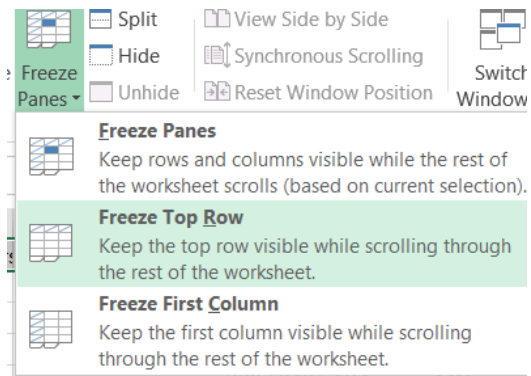 Split
View Side by Side
Hide
Synchronous Scrolling
Freeze
Panes
Unhide
Reset Window Position
Switch
Window
Freeze Panes
Keep rows and columns visible while the rest of
the worksheet scrolls (based on current selection).
Freeze Top Row
Keep the top row visible while scrolling through
the rest of the worksheet.
Freeze First Column
Keep the first column visible while scrolling
through the rest of the worksheet.